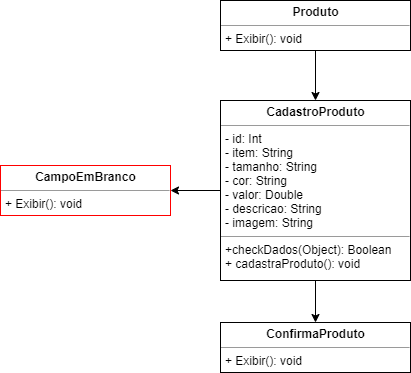 Produto
+ Exibir(): void
CadastroProduto
- id: Int
- item: String
- tamanho: String
- cor: String
- valor: Double
- descricao: String
- imagem: String
+checkDados(Object): Boolean
+ cadastraProduto(): void
CampoEmBranco
+ Exibir(): void
ConfirmaProduto
+ Exibir(): void